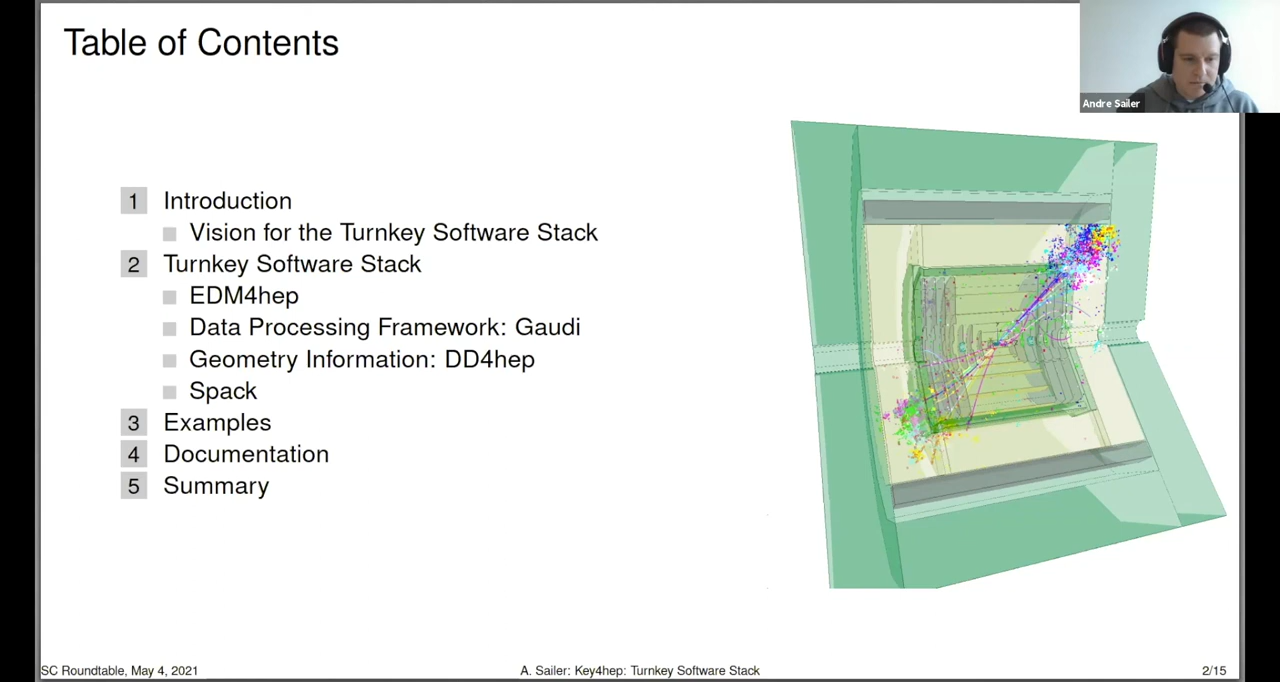 Table of Contents
Andre Sailer
1 Introduction
Vision for the Turnkey Software Stack
2 Turnkey Software Stack
EDM4hep
Data Processing Framework: Gaudi
Geometry Information: DD4hep
Spack
3 Examples
4 Documentation
5 Summary
SC Roundtable, May 4, 2021
A. Sailer: Key4hep: Turnkey Software Stack
2/15